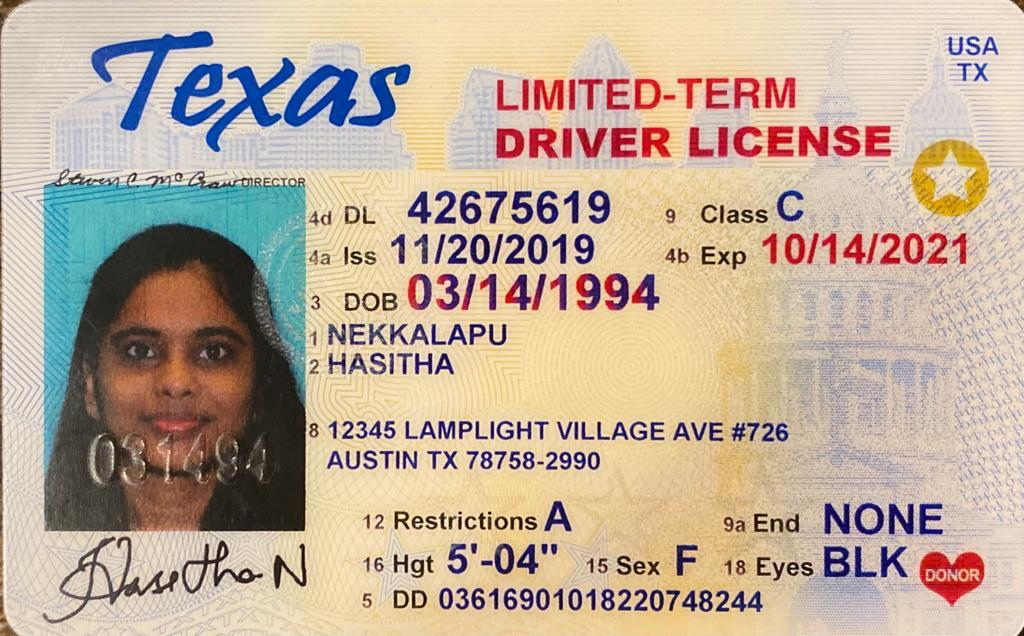 Texas
USA
TX
LIMITED-TERM
DRIVER LICENSE
Steven C. McCraw DIRECTOR
4d DL 42675619 9 Class C
4a Iss 11/20/2019 4b Exp 10/14/2021
3 DOB 03/14/1994
1 NEKKALAPU
2 HASITHA
8 12345 LAMPLIGHT VILLAGE AVE #726
AUSTIN TX 78758-2990
031494
12 Restrictions A 9a End NONE
16 Hgt 5'-04" 15 Sex F 18 Eyes BLK DONOR
5 DD 03616901018220748244
Hasitha N